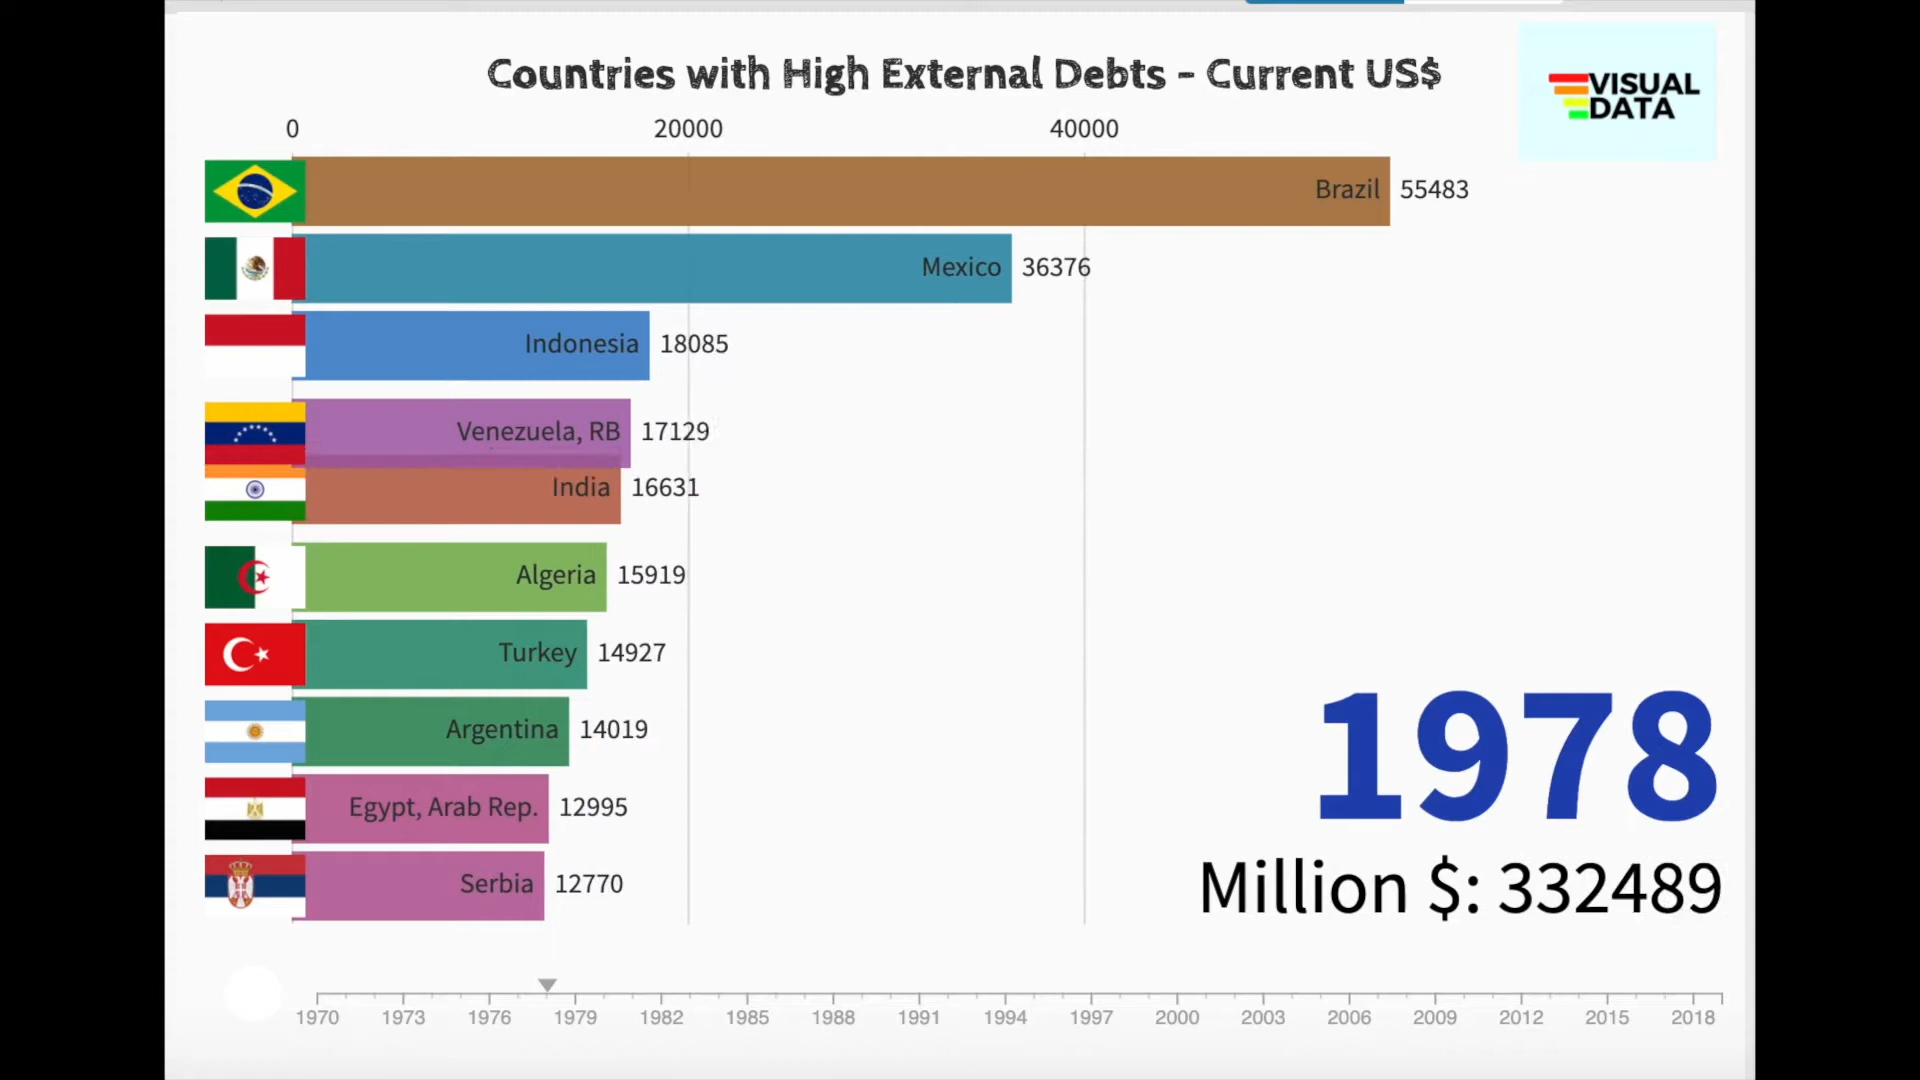 Countries with High External Debts - Current US$
VISUAL
DATA
0 20000 40000
Brazil 55483
Mexico 36376
Indonesia 18085
Venezuela, RB 17129
India 16631
Algeria 15919
Turkey 14927
Argentina 14019
Egypt, Arab Rep. 12995
Serbia 12770
1978
Million $: 332489
1970 1973 1976 1979 1982 1985 1988 1991 1994 1997 2000 2003 2006 2009 2012 2015 2018